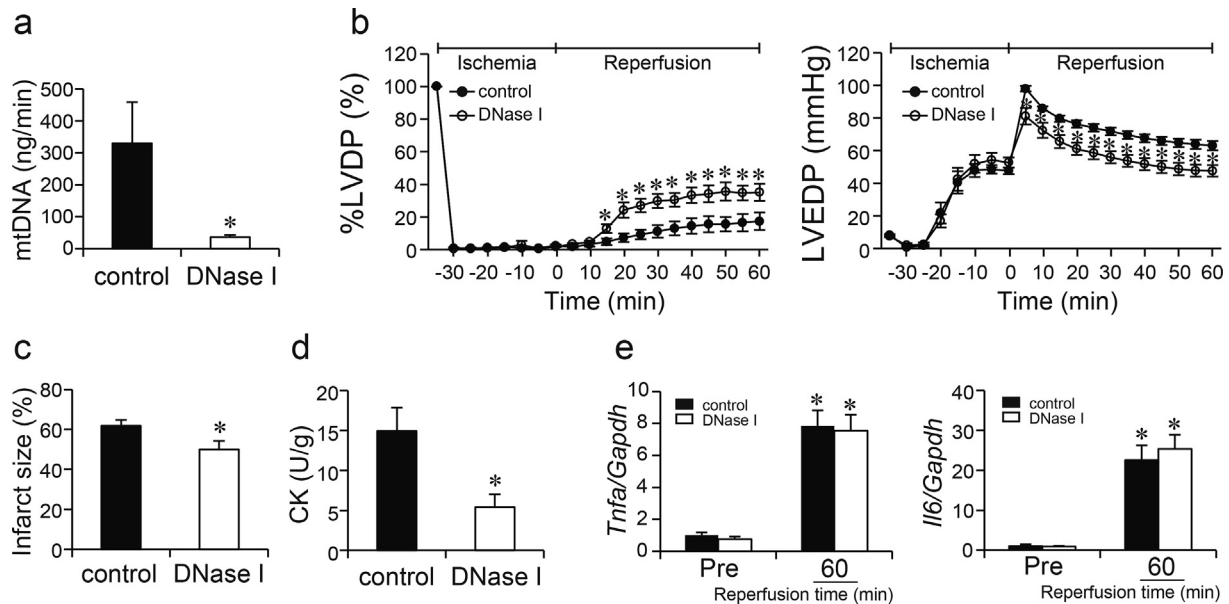 a
mtDNA (ng/min)
500
400
300
200
100
0
*
control DNase I
b
%LVDP (%)
120
100
80
60
40
20
0
Ischemia Reperfusion
control
DNase I
* * * * * * * * * *
-30 -20 -10 0 10 20 30 40 50 60
Time (min)
LVEDP (mmHg)
120
100
80
60
40
20
0
Ischemia Reperfusion
control
DNase I
* * * * * * * * * * * *
-30 -20 -10 0 10 20 30 40 50 60
Time (min)
c
Infarct size (%)
80
60
40
20
0
*
control DNase I
d
CK (U/g)
20
15
10
5
0
*
control DNase I
e
Tnfa/Gapdh
10
8
6
4
2
0
control
DNase I
* *
Pre 60
Reperfusion time (min)
Il6/Gapdh
40
30
20
10
0
control
DNase I
* *
Pre 60
Reperfusion time (min)